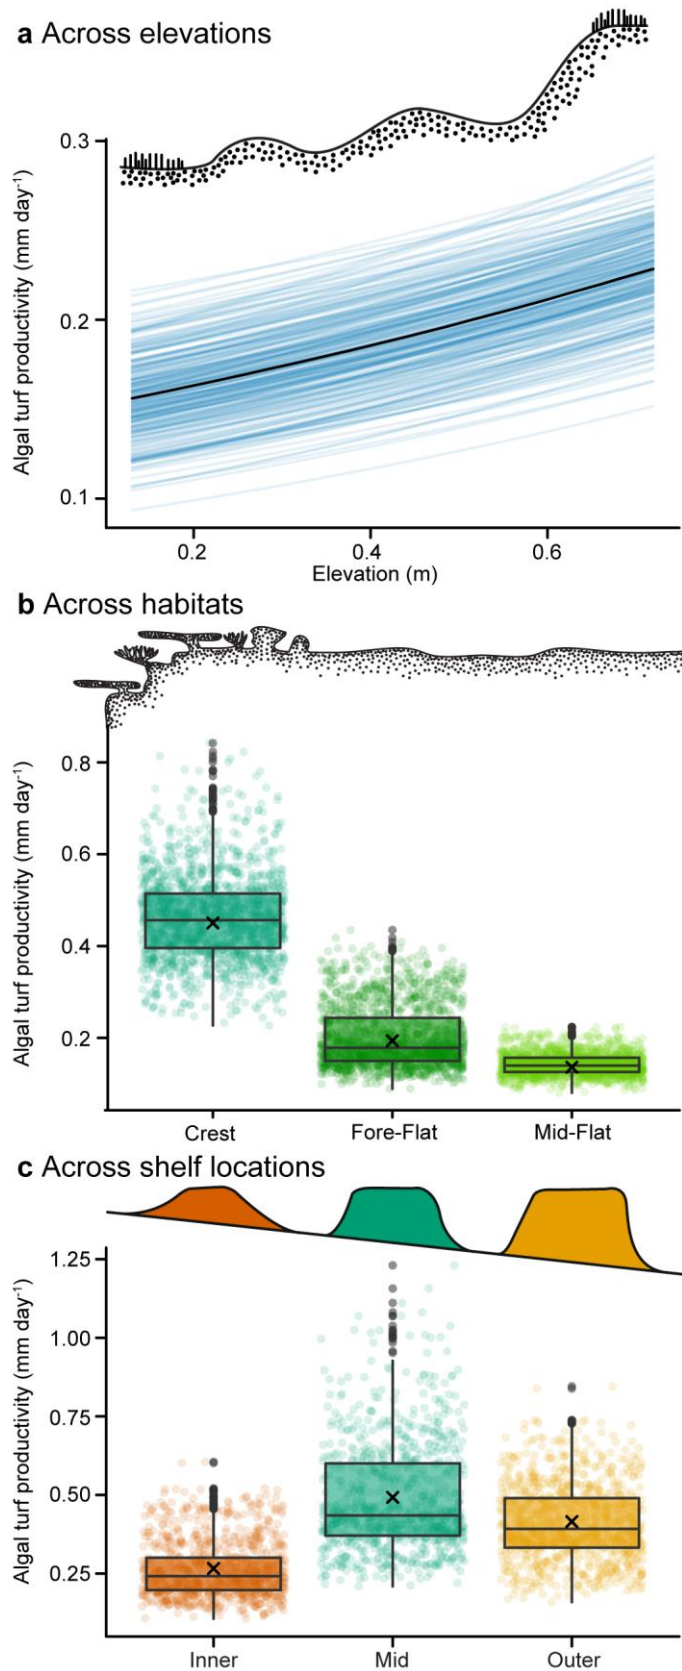 a Across elevations
Algal turf productivity (mm day⁻¹)
0.3
0.2
0.1
0.2
0.4
0.6
Elevation (m)
b Across habitats
Algal turf productivity (mm day⁻¹)
0.8
0.6
0.4
0.2
Crest
Fore-Flat
Mid-Flat
c Across shelf locations
Algal turf productivity (mm day⁻¹)
1.25
1.00
0.75
0.50
0.25
Inner
Mid
Outer